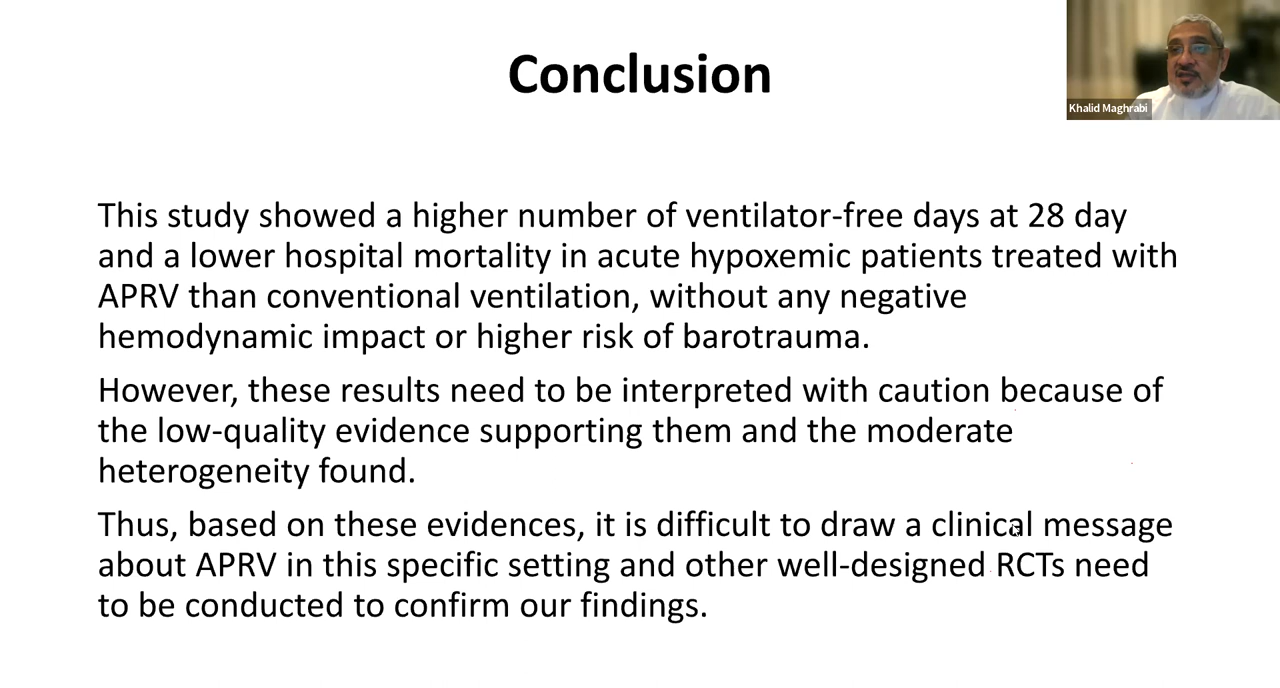 Conclusion
Khalid Maghrabi
This study showed a higher number of ventilator-free days at 28 day
and a lower hospital mortality in acute hypoxemic patients treated with
APRV than conventional ventilation, without any negative
hemodynamic impact or higher risk of barotrauma.
However, these results need to be interpreted with caution because of
the low-quality evidence supporting them and the moderate
heterogeneity found.
Thus, based on these evidences, it is difficult to draw a clinical message
about APRV in this specific setting and other well-designed RCTs need
to be conducted to confirm our findings.